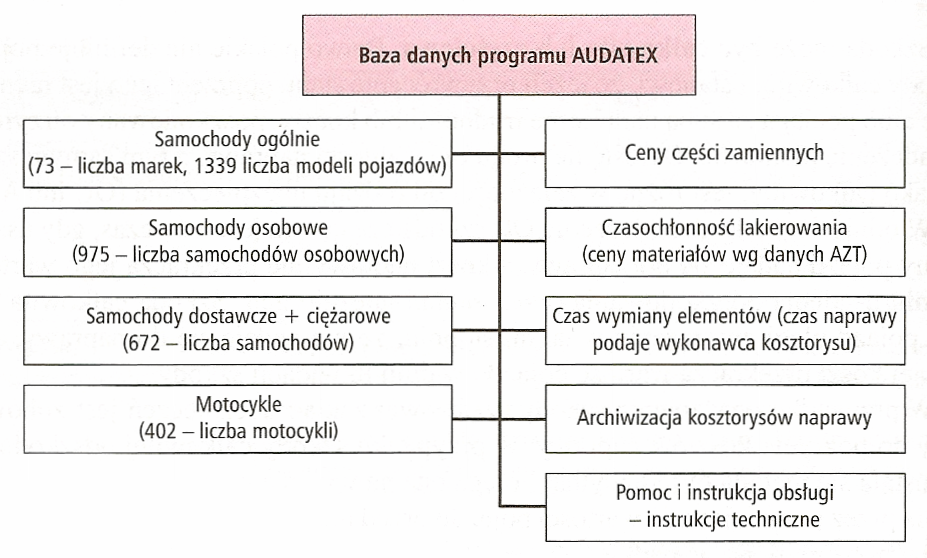 Baza danych programu AUDATEX
Samochody ogólnie
(73 – liczba marek, 1339 liczba modeli pojazdów)
Ceny części zamiennych
Samochody osobowe
(975 – liczba samochodów osobowych)
Czasochłonność lakierowania
(ceny materiałów wg danych AZT)
Samochody dostawcze + ciężarowe
(672 – liczba samochodów)
Czas wymiany elementów (czas naprawy
podaje wykonawca kosztorysu)
Motocykle
(402 – liczba motocykli)
Archiwizacja kosztorysów naprawy
Pomoc i instrukcja obsługi
– instrukcje techniczne